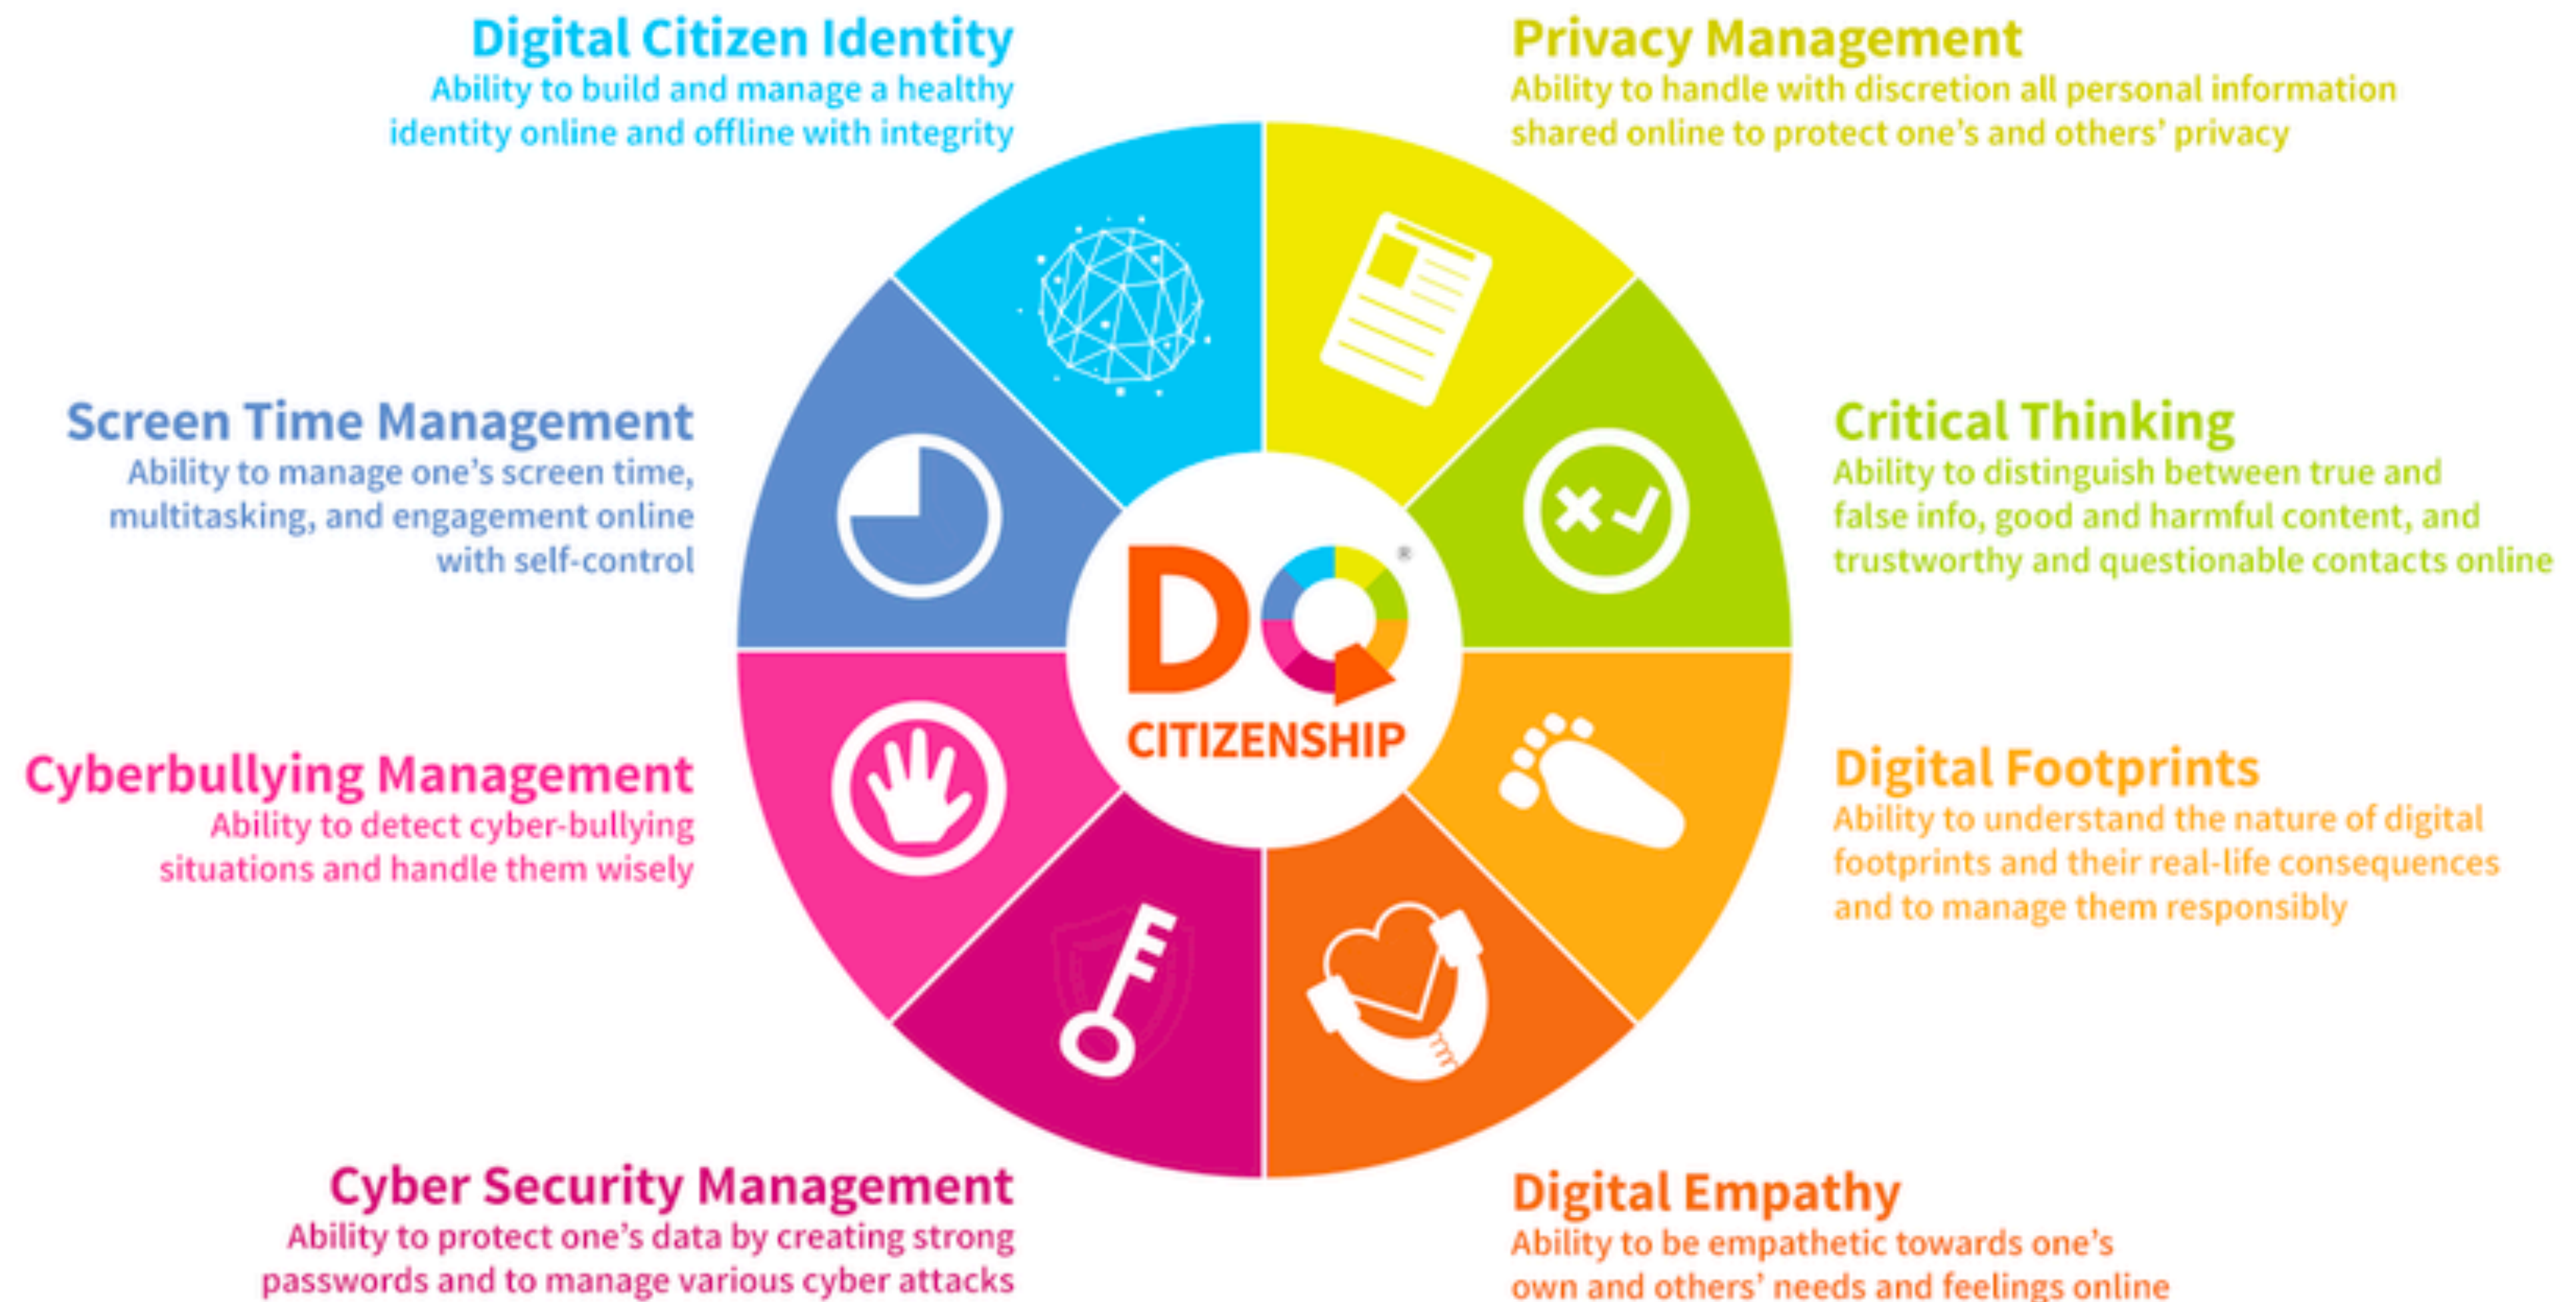 Digital Citizen Identity
Ability to build and manage a healthy
identity online and offline with integrity
Privacy Management
Ability to handle with discretion all personal information
shared online to protect one's and others' privacy
Screen Time Management
Ability to manage one's screen time,
multitasking, and engagement online
with self-control
Critical Thinking
Ability to distinguish between true and
false info, good and harmful content, and
trustworthy and questionable contacts online
DQ®
CITIZENSHIP
Cyberbullying Management
Ability to detect cyber-bullying
situations and handle them wisely
Digital Footprints
Ability to understand the nature of digital
footprints and their real-life consequences
and to manage them responsibly
Cyber Security Management
Ability to protect one's data by creating strong
passwords and to manage various cyber attacks
Digital Empathy
Ability to be empathetic towards one's
own and others' needs and feelings online